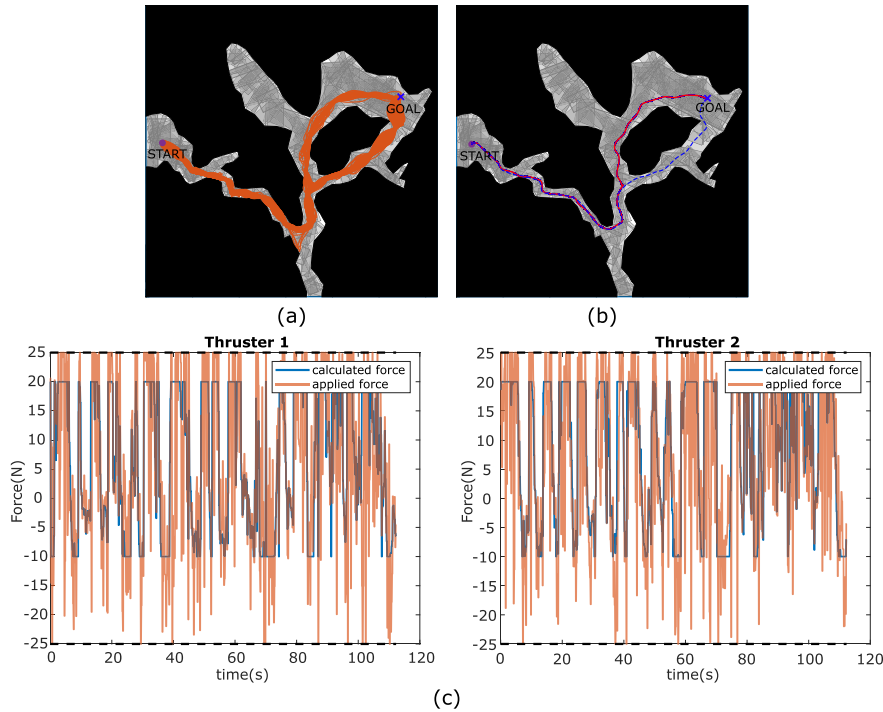 GOAL
START
GOAL
START
(a)
(b)
Thruster 1
Thruster 2
25
20
15
10
5
0
-5
-10
-15
-20
-25
Force(N)
calculated force
applied force
0
20
40
60
80
100
120
time(s)
25
20
15
10
5
0
-5
-10
-15
-20
-25
Force(N)
calculated force
applied force
0
20
40
60
80
100
120
time(s)
(c)